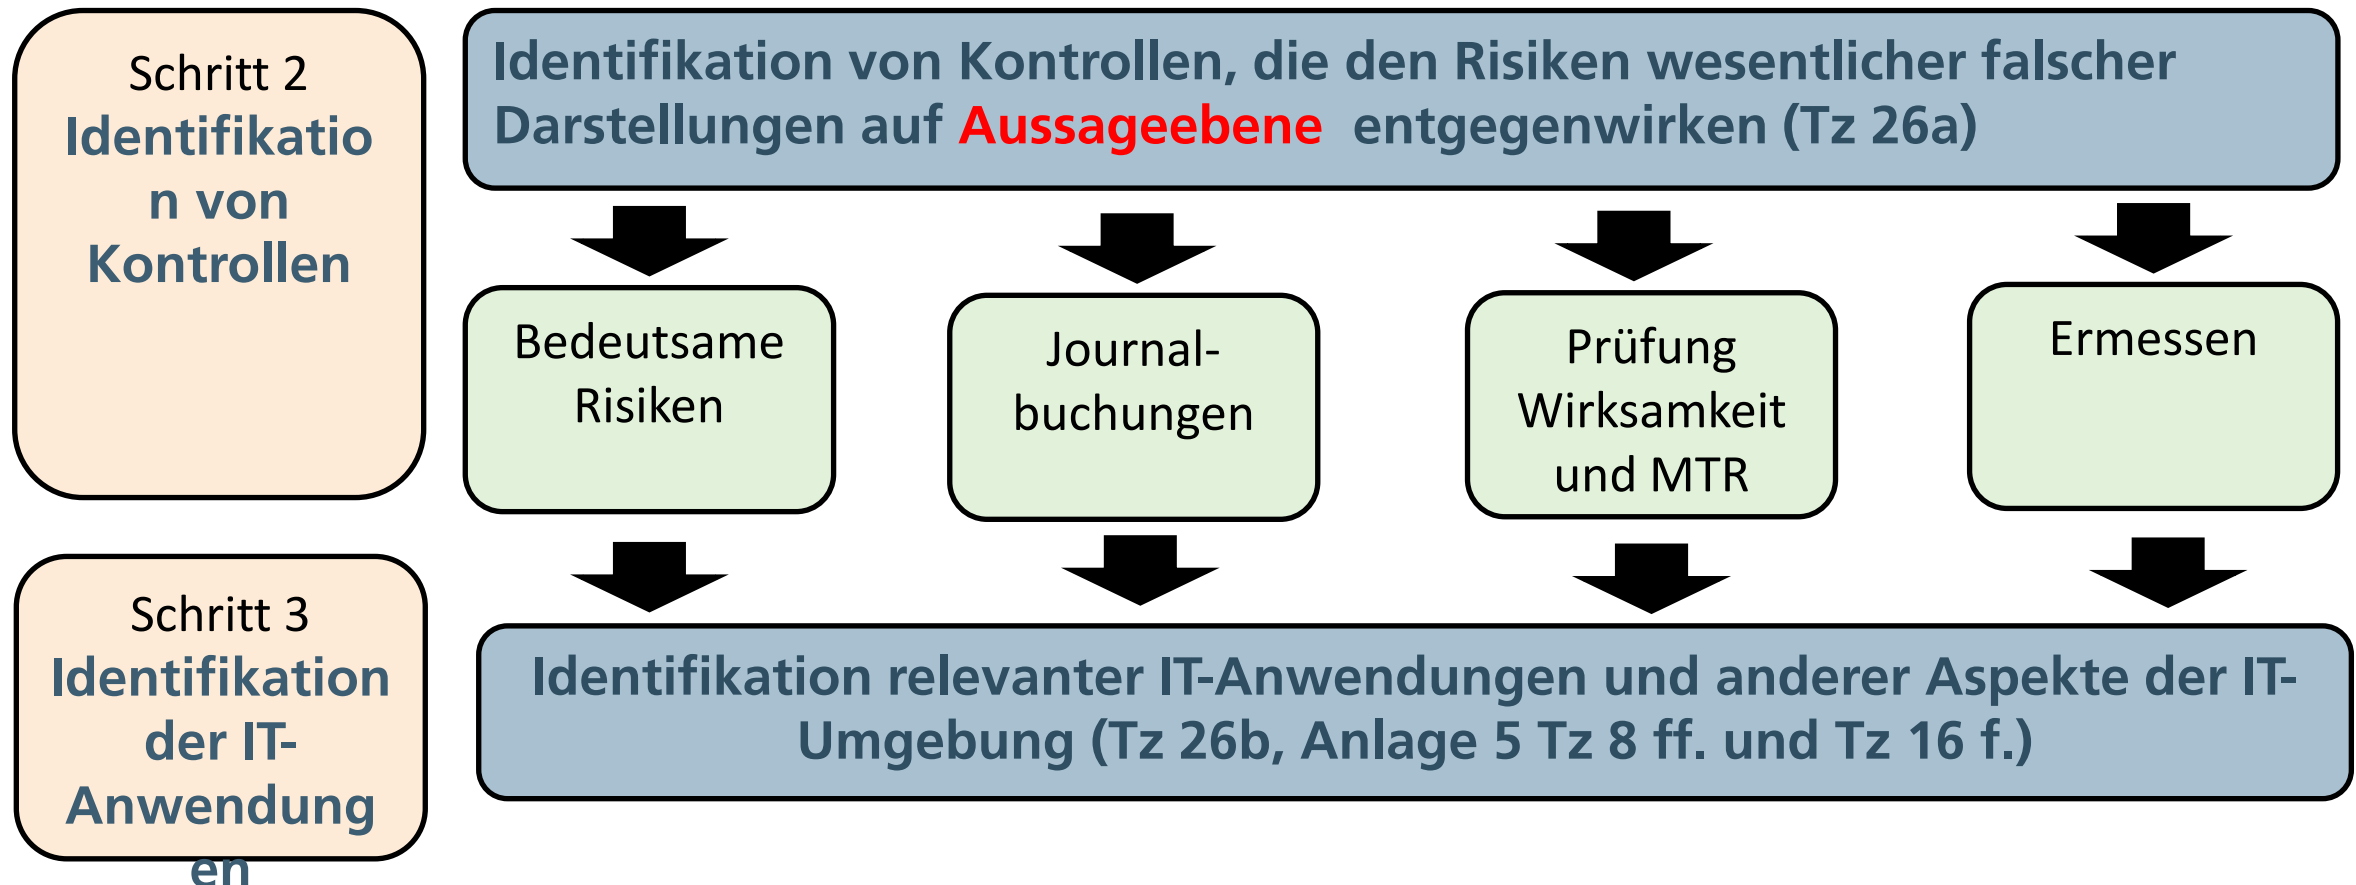 Schritt 2
Identifikatio
n von
Kontrollen
Identifikation von Kontrollen, die den Risiken wesentlicher falscher
Darstellungen auf Aussageebene entgegenwirken (Tz 26a)
Bedeutsame
Risiken
Journal-
buchungen
Prüfung
Wirksamkeit
und MTR
Ermessen
Schritt 3
Identifikation
der IT-
Anwendung
en
Identifikation relevanter IT-Anwendungen und anderer Aspekte der IT-
Umgebung (Tz 26b, Anlage 5 Tz 8 ff. und Tz 16 f.)